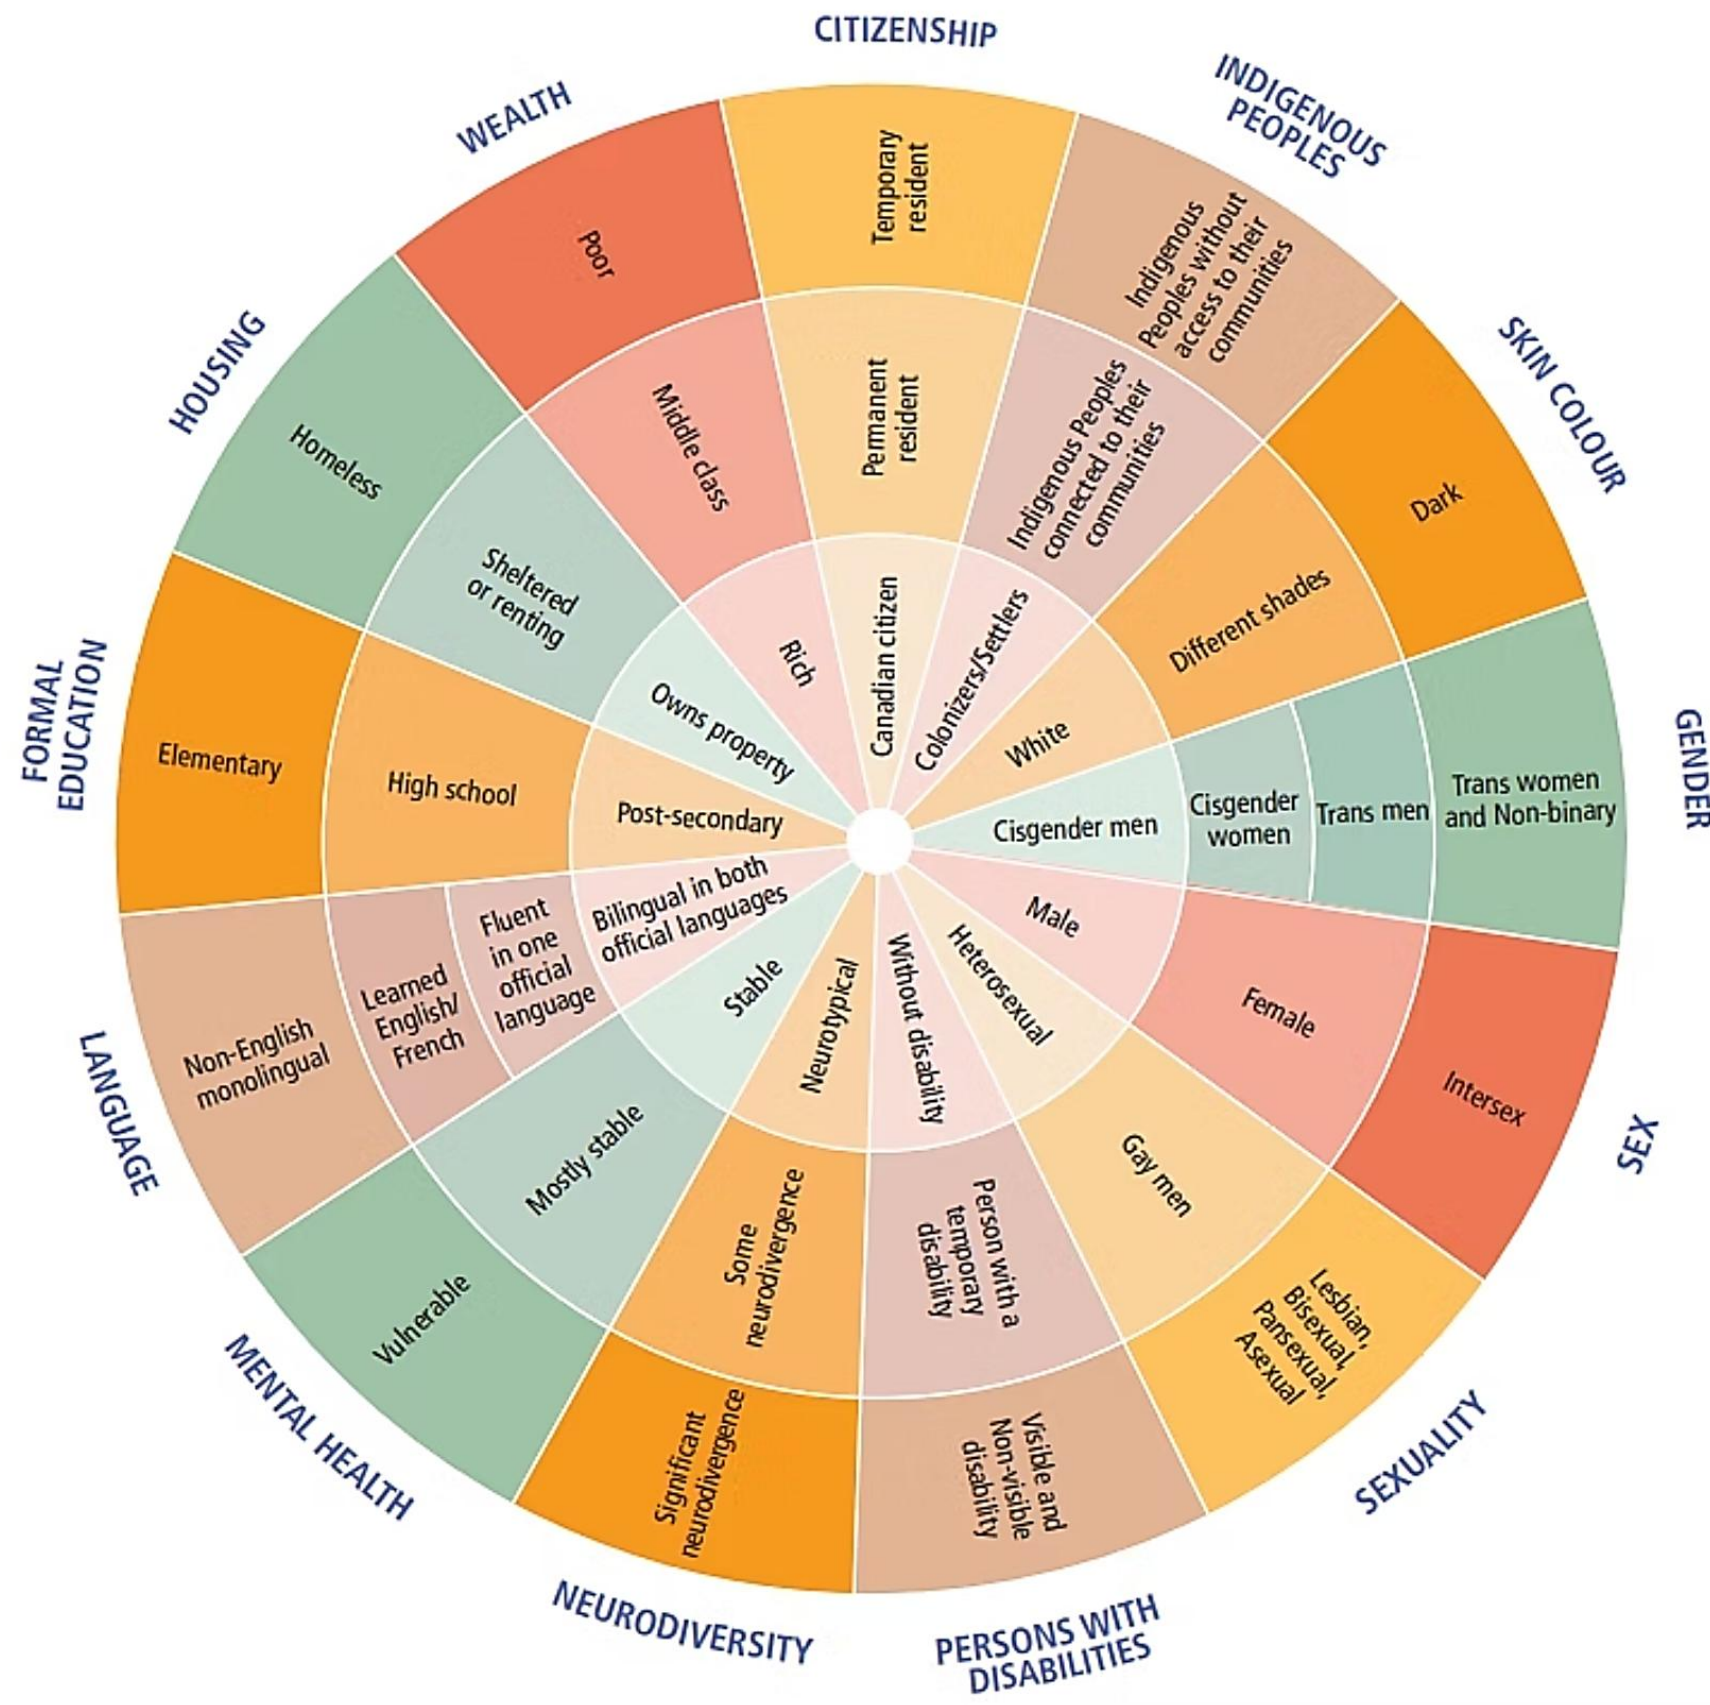 CITIZENSHIP
Temporary
resident
Permanent
resident
Canadian citizen
INDIGENOUS
PEOPLES
Indigenous
Peoples without
access to their
communities
Indigenous Peoples
connected to their
communities
Colonizers/Settlers
SKIN COLOUR
Dark
Different shades
White
GENDER
Trans women
and Non-binary
Trans men
Cisgender
women
Cisgender men
SEX
Intersex
Female
Male
SEXUALITY
Lesbian,
Bisexual,
Pansexual,
Asexual
Gay men
Heterosexual
PERSONS WITH
DISABILITIES
Visible and
Non-visible
disability
Person with a
temporary
disability
Without disability
NEURODIVERSITY
Significant
neurodivergence
Some
neurodivergence
Neurotypical
MENTAL HEALTH
Vulnerable
Mostly stable
Stable
LANGUAGE
Non-English
monolingual
Learned
English/
French
Fluent
in one
official
language
Bilingual in both
official languages
FORMAL
EDUCATION
Elementary
High school
Post-secondary
HOUSING
Homeless
Sheltered
or renting
Owns property
WEALTH
Poor
Middle class
Rich